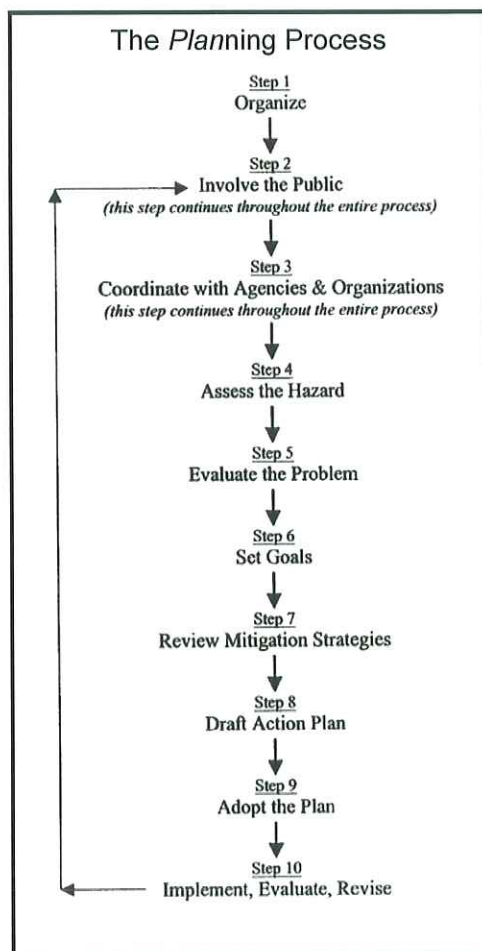 The Planning Process
Step 1
Organize
Step 2
Involve the Public
(this step continues throughout the entire process)
Step 3
Coordinate with Agencies & Organizations
(this step continues throughout the entire process)
Step 4
Assess the Hazard
Step 5
Evaluate the Problem
Step 6
Set Goals
Step 7
Review Mitigation Strategies
Step 8
Draft Action Plan
Step 9
Adopt the Plan
Step 10
Implement, Evaluate, Revise